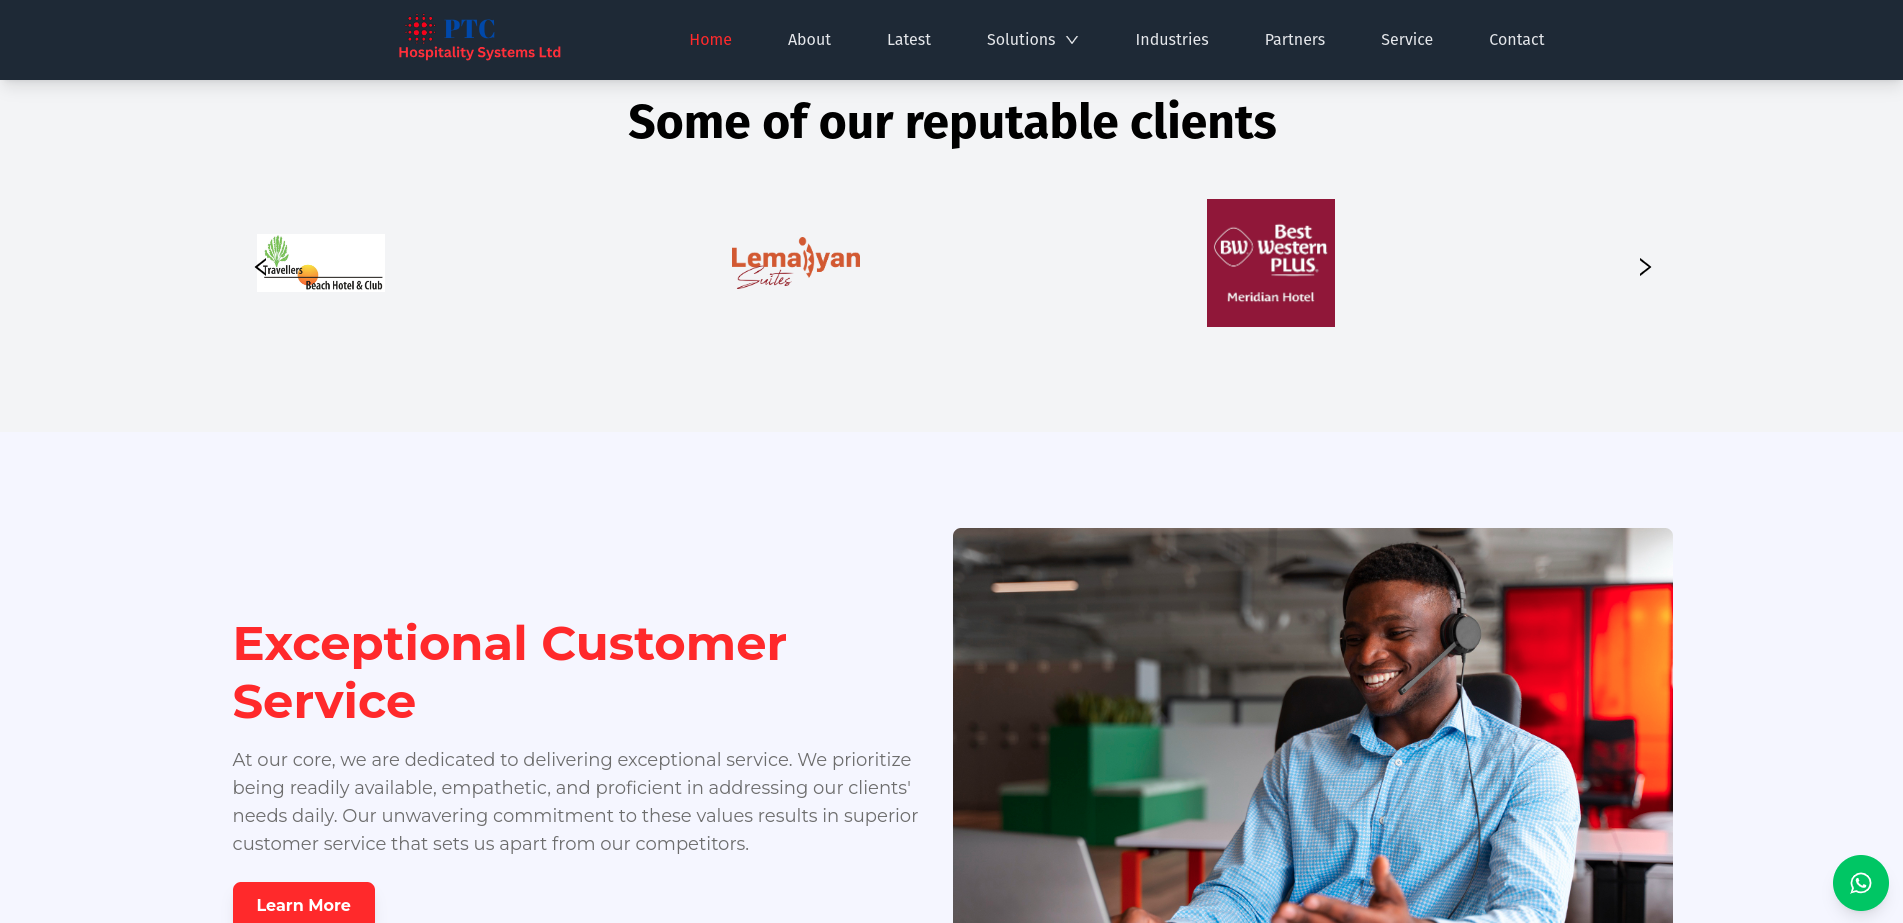 PTC
Hospitality Systems Ltd
Home About Latest Solutions Industries Partners Service Contact
Some of our reputable clients
Travellers
Beach Hotel & Club
Lemaiyan
Suites
BW
Best
Western
PLUS
Meridian Hotel
Exceptional Customer
Service
At our core, we are dedicated to delivering exceptional service. We prioritize
being readily available, empathetic, and proficient in addressing our clients'
needs daily. Our unwavering commitment to these values results in superior
customer service that sets us apart from our competitors.
Learn More